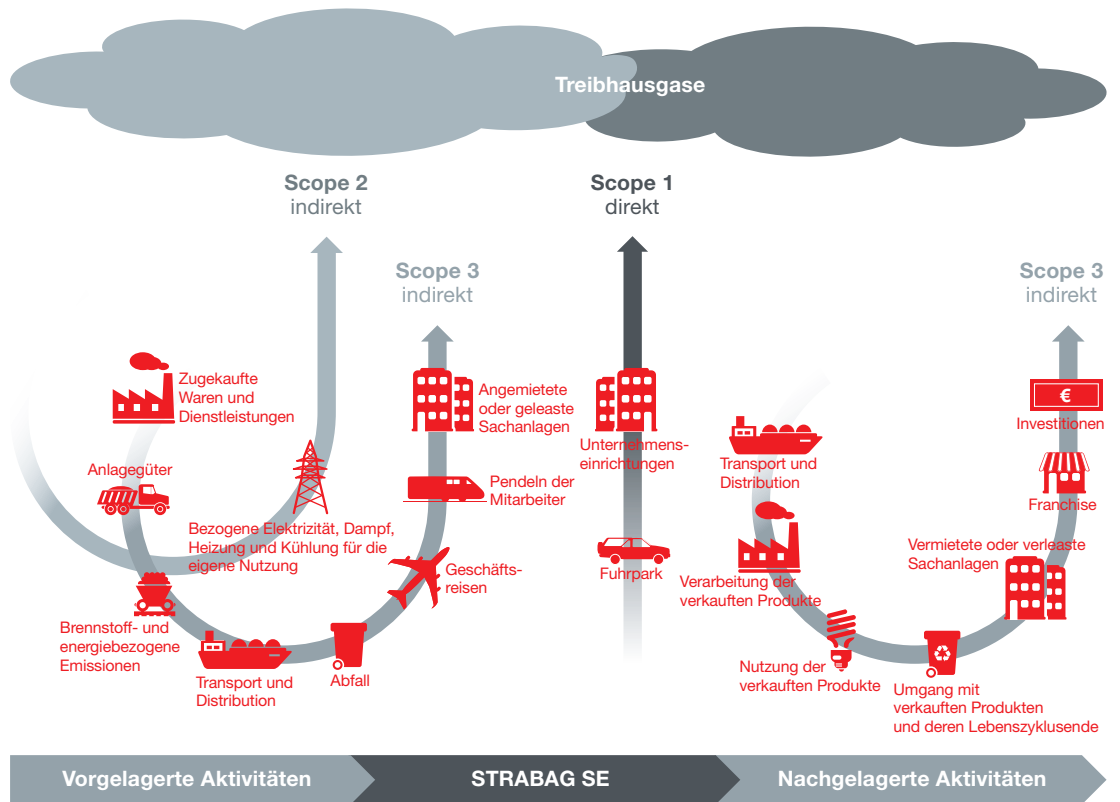 Treibhausgase
Scope 2
indirekt
Scope 1
direkt
Scope 3
indirekt
Scope 3
indirekt
Zugekaufte
Waren und
Dienstleistungen
Anlagegüter
Bezogene Elektrizität, Dampf,
Heizung und Kühlung für die
eigene Nutzung
Brennstoff- und
energiebezogene
Emissionen
Transport und
Distribution
Abfall
Geschäfts-
reisen
Pendeln der
Mitarbeiter
Angemietete
oder geleaste
Sachanlagen
Unternehmens-
einrichtungen
Fuhrpark
Transport und
Distribution
Verarbeitung der
verkauften Produkte
Nutzung der
verkauften Produkte
Umgang mit
verkauften Produkten
und deren Lebenszyklusende
Vermietete oder verleaste
Sachanlagen
Franchise
€
Investitionen
Vorgelagerte Aktivitäten
STRABAG SE
Nachgelagerte Aktivitäten